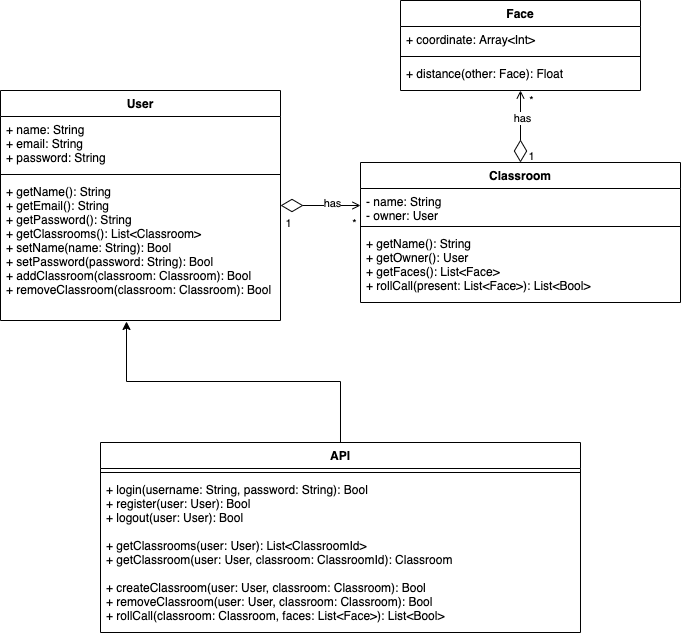 Face
+ coordinate: Array<Int>
+ distance(other: Face): Float
*
has
1
User
+ name: String
+ email: String
+ password: String
+ getName(): String
+ getEmail(): String
+ getPassword(): String
+ getClassrooms(): List<Classroom>
+ setName(name: String): Bool
+ setPassword(password: String): Bool
+ addClassroom(classroom: Classroom): Bool
+ removeClassroom(classroom: Classroom): Bool
has
1
*
Classroom
- name: String
- owner: User
+ getName(): String
+ getOwner(): User
+ getFaces(): List<Face>
+ rollCall(present: List<Face>): List<Bool>
API
+ login(username: String, password: String): Bool
+ register(user: User): Bool
+ logout(user: User): Bool
+ getClassrooms(user: User): List<ClassroomId>
+ getClassroom(user: User, classroom: ClassroomId): Classroom
+ createClassroom(user: User, classroom: Classroom): Bool
+ removeClassroom(user: User, classroom: Classroom): Bool
+ rollCall(classroom: Classroom, faces: List<Face>): List<Bool>